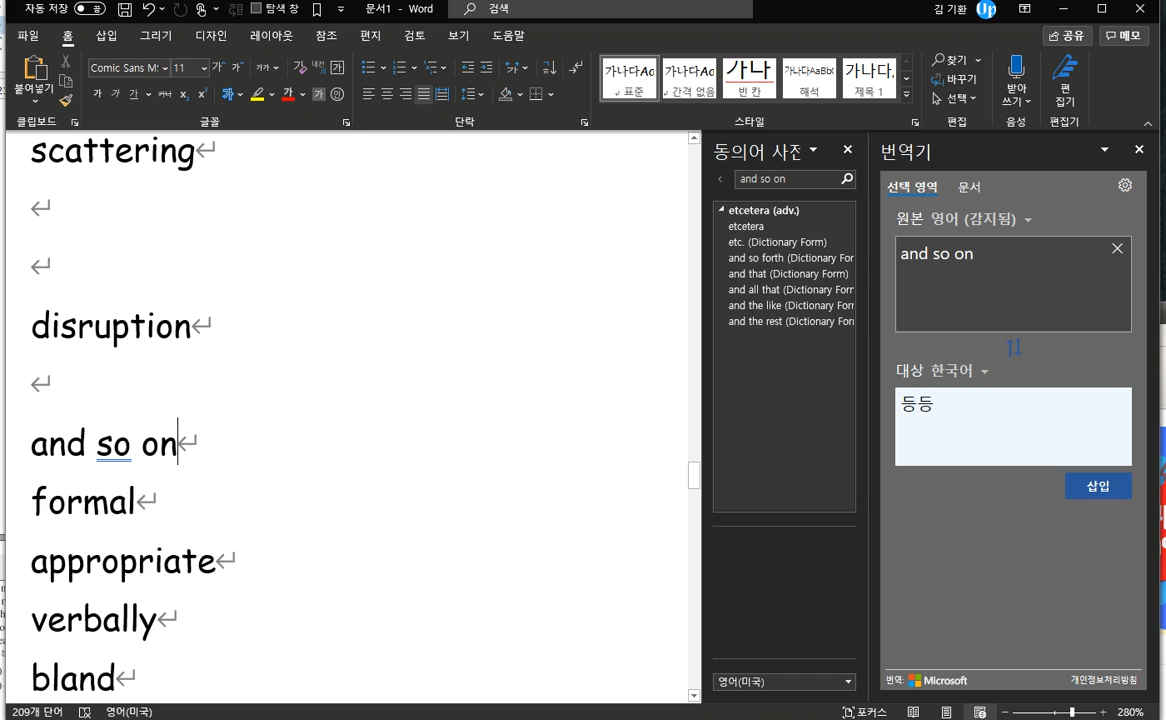 자동 저장 끔 탐색 창 문서1 - Word 검색 김 기환
파일 홈 삽입 그리기 디자인 레이아웃 참조 편지 검토 보기 도움말 공유 메모
붙여넣기
Comic Sans M: 11
가나다Aa 가나다Aa 가나 가나다AaBbC 가나다,
↲ 표준 ↲ 간격 없음 빈 칸 해석 제목 1
찾기
바꾸기
선택
받아
쓰기
편
집기
클립보드 글꼴 단락 스타일 편집 음성 편집기
scattering
disruption
and so on
formal
appropriate
verbally
bland
동의어 사전
and so on
etcetera (adv.)
etcetera
etc. (Dictionary Form)
and so forth (Dictionary For
and that (Dictionary Form)
and all that (Dictionary Forr
and the like (Dictionary Forr
and the rest (Dictionary Forr
영어(미국)
번역기
선택 영역 문서
원본 영어 (감지됨)
and so on
대상 한국어
등등
삽입
번역: Microsoft 개인정보처리방침
209개 단어 영어(미국) 포커스 280%